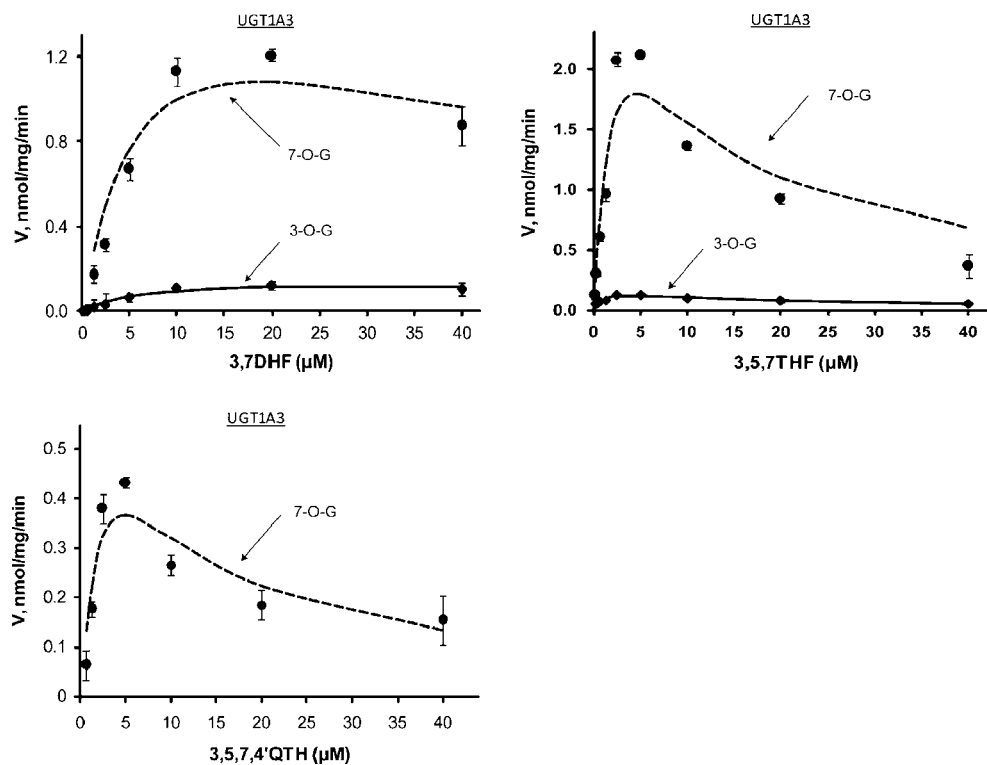 UGT1A3
V, nmol/mg/min
1.2
0.8
0.4
0.0
7-O-G
3-O-G
0 5 10 15 20 25 30 35 40
3,7DHF (µM)
UGT1A3
V, nmol/mg/min
2.0
1.5
1.0
0.5
0.0
7-O-G
3-O-G
0 5 10 15 20 25 30 35 40
3,5,7THF (µM)
UGT1A3
V, nmol/mg/min
0.5
0.4
0.3
0.2
0.1
0
7-O-G
0 5 10 15 20 25 30 35 40
3,5,7,4'QTH (µM)